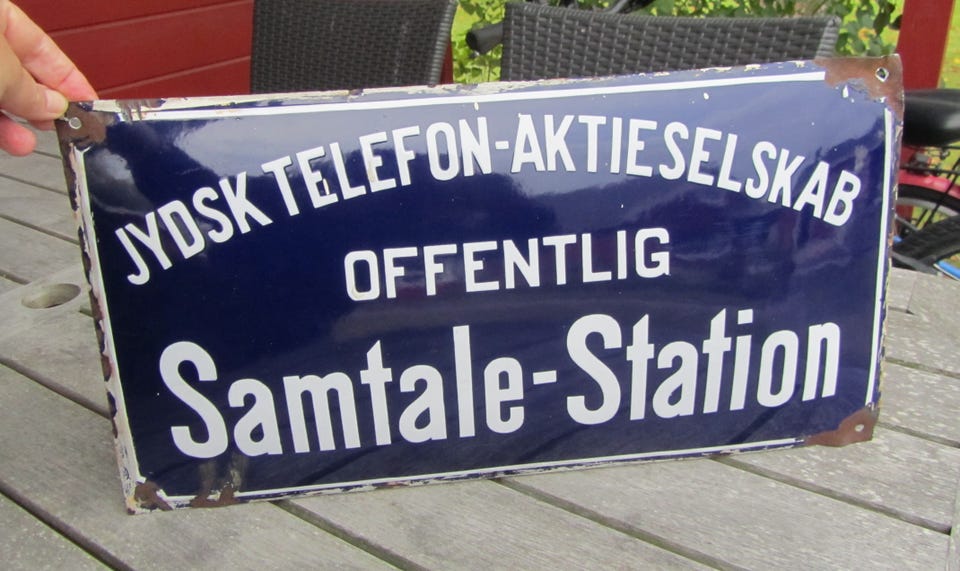 JYDSK TELEFON-AKTIESELSKAB
OFFENTLIG
Samtale-Station